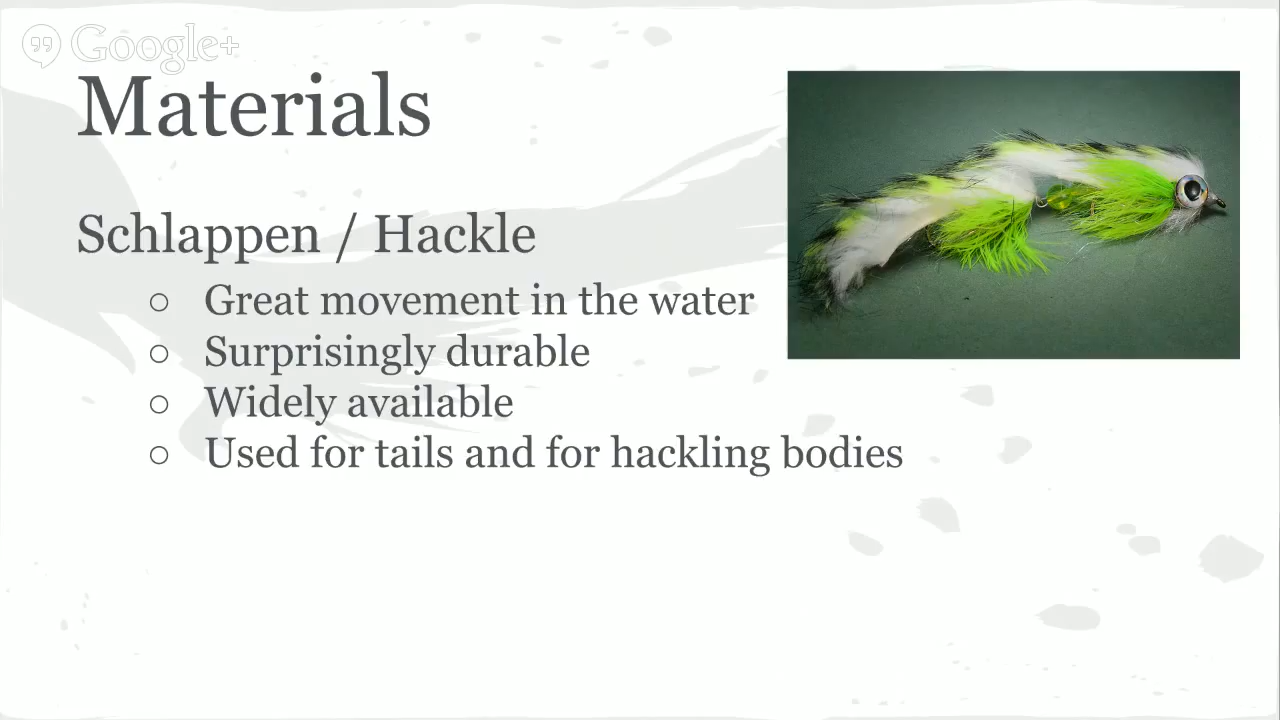 Google+
Materials
Schlappen / Hackle
○ Great movement in the water
○ Surprisingly durable
○ Widely available
○ Used for tails and for hackling bodies